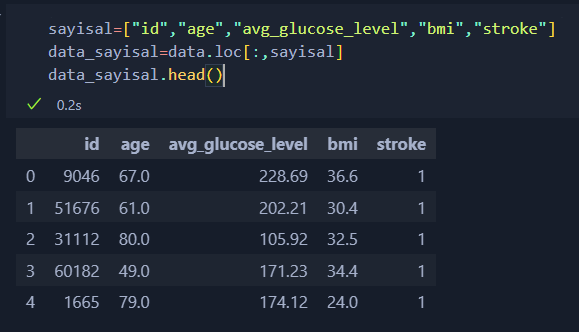 sayisal=["id","age","avg_glucose_level","bmi","stroke"]
data_sayisal=data.loc[:,sayisal]
data_sayisal.head()
0.2s
id age avg_glucose_level bmi stroke
0 9046 67.0 228.69 36.6 1
1 51676 61.0 202.21 30.4 1
2 31112 80.0 105.92 32.5 1
3 60182 49.0 171.23 34.4 1
4 1665 79.0 174.12 24.0 1